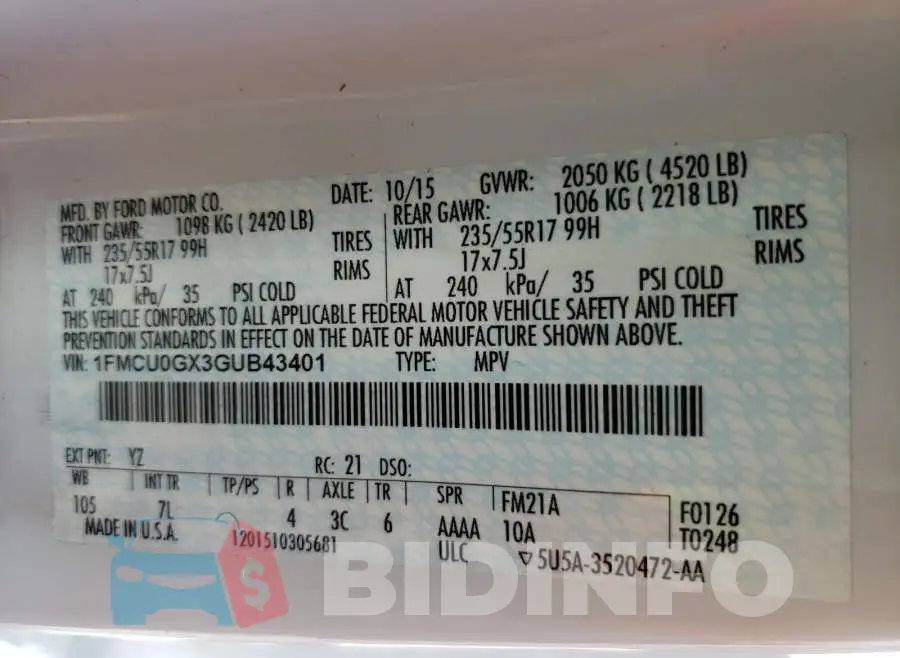 MFD. BY FORD MOTOR CO. DATE: 10/15 GVWR: 2050 KG ( 4520 LB)
FRONT GAWR: 1098 KG ( 2420 LB) REAR GAWR: 1006 KG ( 2218 LB)
WITH 235/55R17 99H TIRES WITH 235/55R17 99H TIRES
17x7.5J RIMS 17x7.5J RIMS
AT 240 kPa/ 35 PSI COLD AT 240 kPa/ 35 PSI COLD
THIS VEHICLE CONFORMS TO ALL APPLICABLE FEDERAL MOTOR VEHICLE SAFETY AND THEFT
PREVENTION STANDARDS IN EFFECT ON THE DATE OF MANUFACTURE SHOWN ABOVE.
VIN: 1FMCU0GX3GUB43401 TYPE: MPV
EXT PNT: YZ RC: 21 DSO:
WB INT TR TP/PS R AXLE TR SPR FM21A F0126
105 7L 4 3C 6 AAAA 10A T0248
MADE IN U.S.A. 1201510305681 ULC ▽5U5A-3520472-AA
BIDINFO